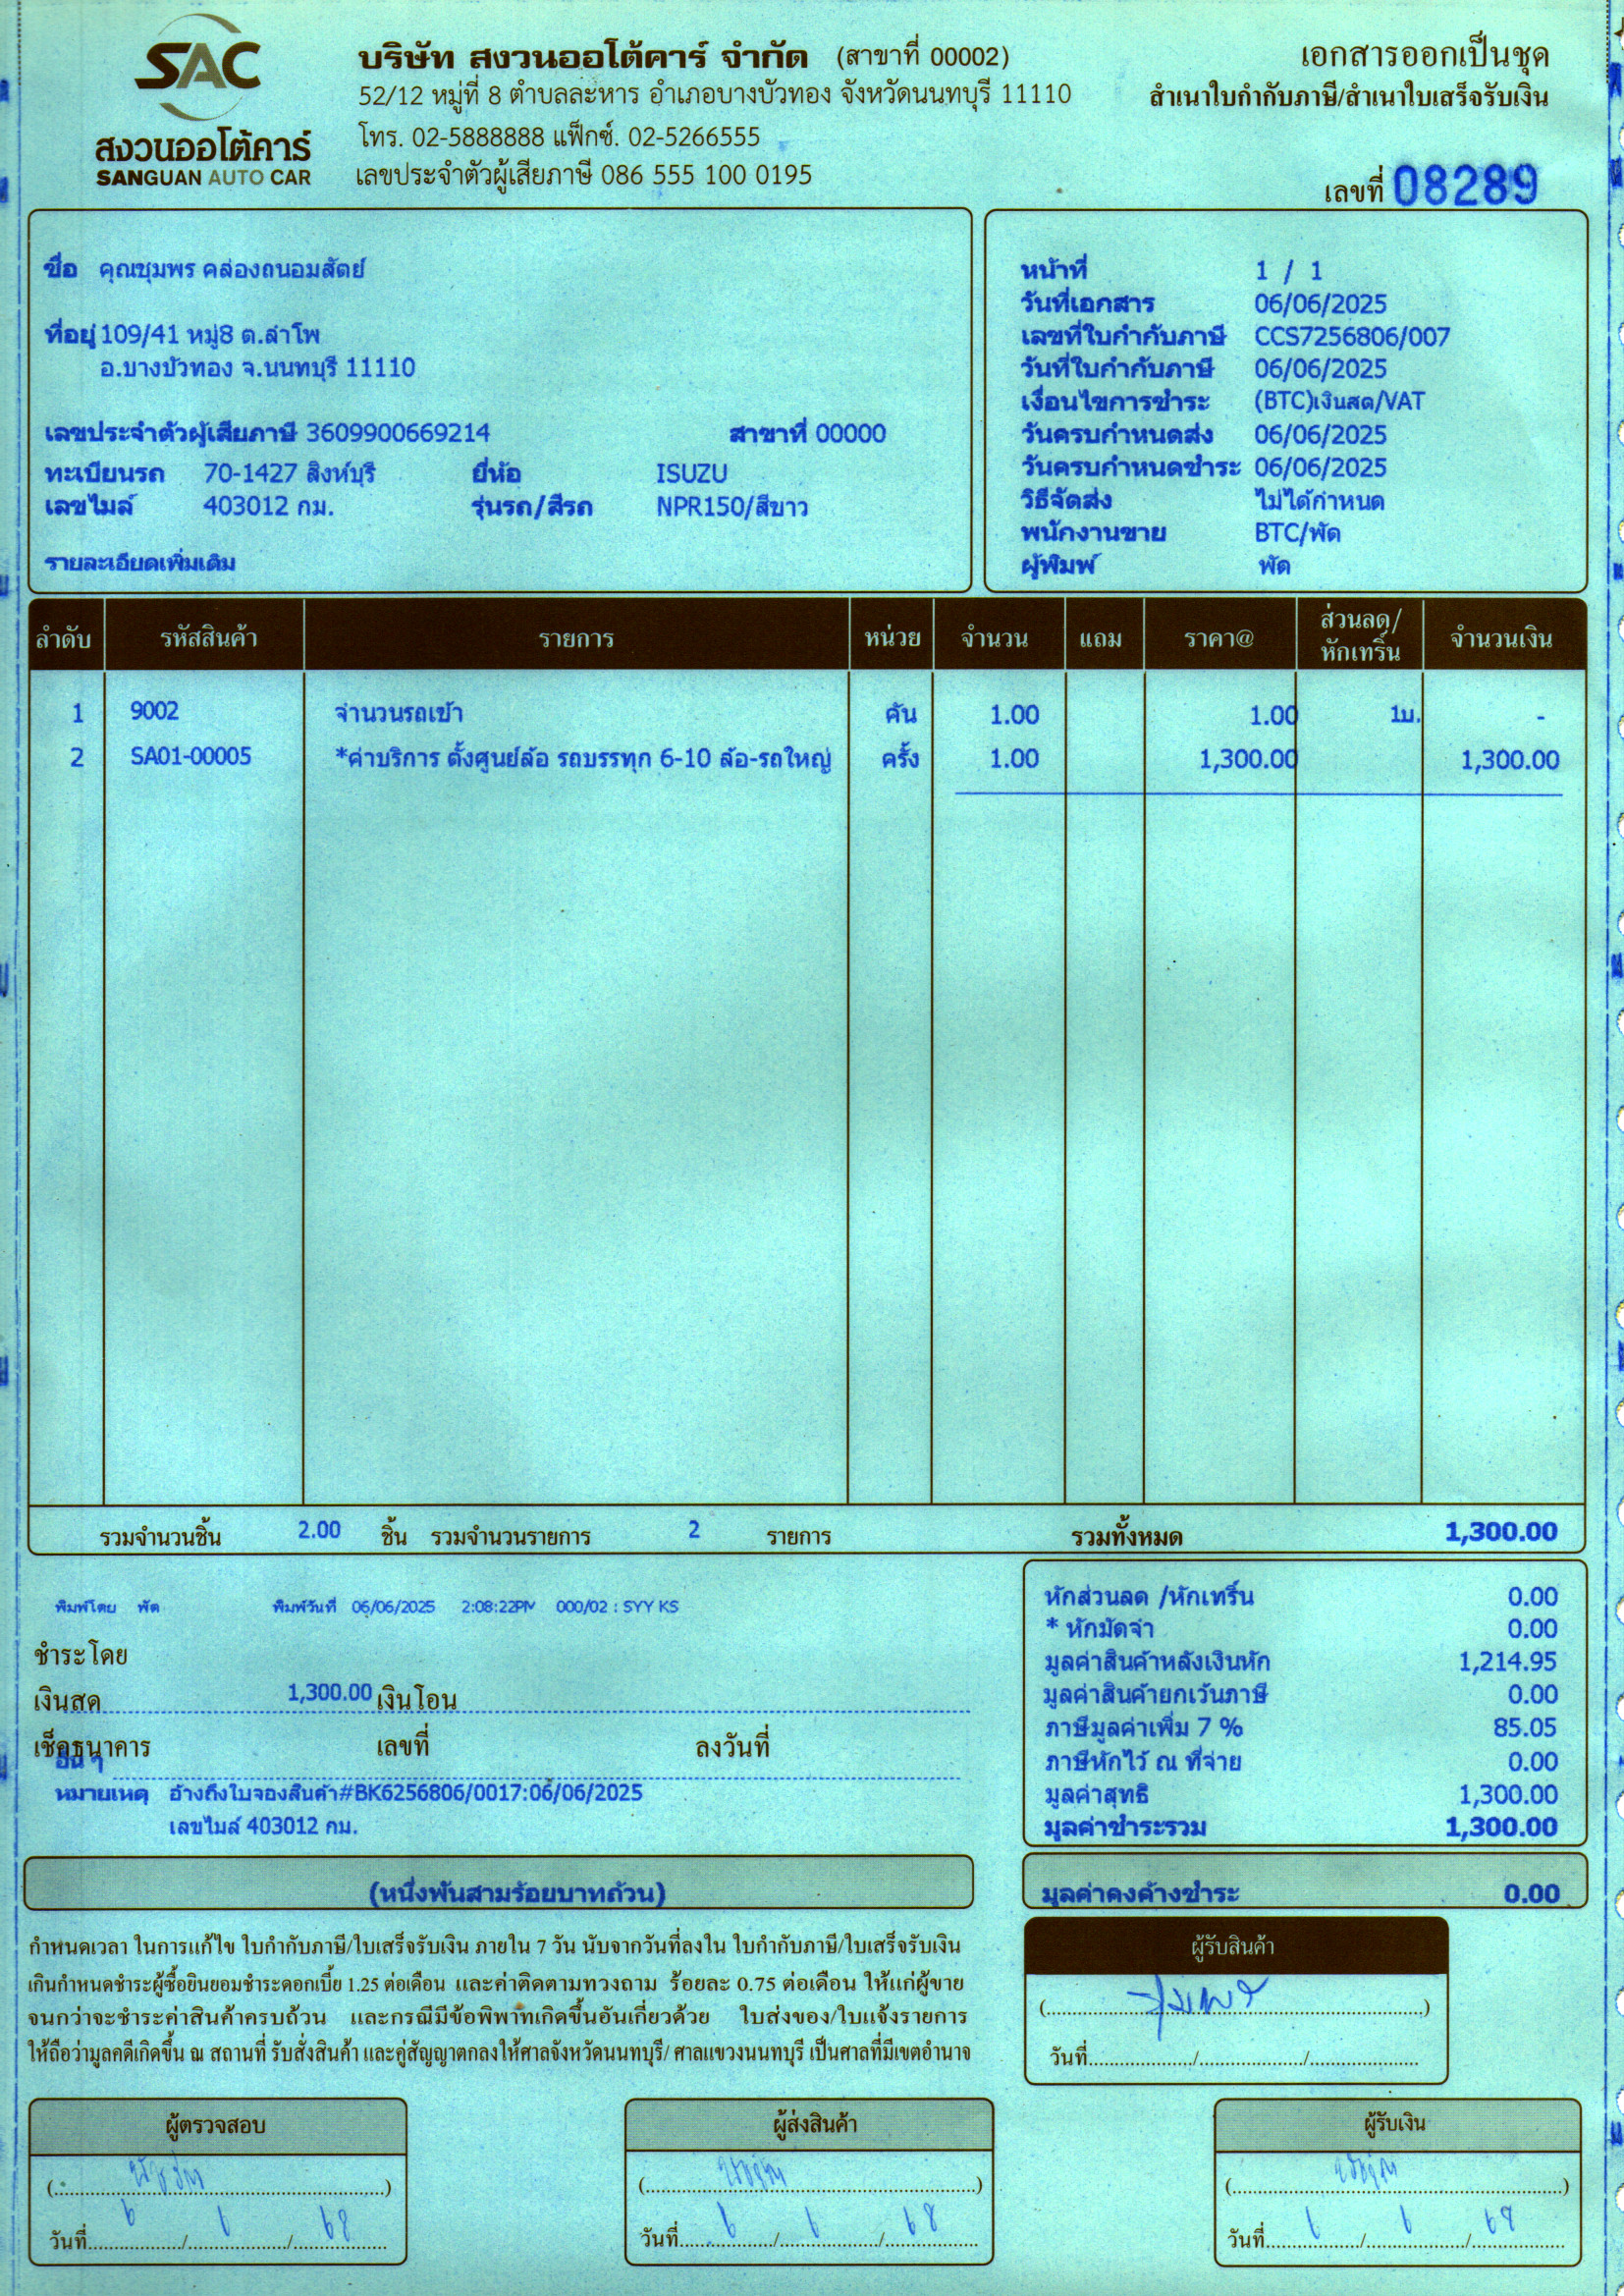 SAC
สงวนออโต้คาร์
SANGUAN AUTO CAR
บริษัท สงวนออโต้คาร์ จำกัด (สาขาที่ 00002)
52/12 หมู่ที่ 8 ตำบลละหาร อำเภอบางบัวทอง จังหวัดนนทบุรี 11110
โทร. 02-5888888 แฟ็กซ์. 02-5266555
เลขประจำตัวผู้เสียภาษี 086 555 100 0195
เอกสารออกเป็นชุด
สำเนาใบกำกับภาษี/สำเนาใบเสร็จรับเงิน
เลขที่ 08289
ชื่อ คุณชุมพร คล่องถนอมสัตย์
ที่อยู่ 109/41 หมู่8 ต.ลำโพ
อ.บางบัวทอง จ.นนทบุรี 11110
เลขประจำตัวผู้เสียภาษี 3609900669214 สาขาที่ 00000
ทะเบียนรถ 70-1427 สิงห์บุรี ยี่ห้อ ISUZU
เลขไมล์ 403012 กม. รุ่นรถ/สีรถ NPR150/สีขาว
รายละเอียดเพิ่มเติม
หน้าที่ 1 / 1
วันที่เอกสาร 06/06/2025
เลขที่ใบกำกับภาษี CCS7256806/007
วันที่ใบกำกับภาษี 06/06/2025
เงื่อนไขการชำระ (BTC)เงินสด/VAT
วันครบกำหนดส่ง 06/06/2025
วันครบกำหนดชำระ 06/06/2025
วิธีจัดส่ง ไม่ได้กำหนด
พนักงานขาย BTC/พัด
ผู้พิมพ์ พัด
ลำดับ รหัสสินค้า รายการ หน่วย จำนวน แถม ราคา@ ส่วนลด/หักเทริ์น จำนวนเงิน
1 9002 จำนวนรถเข้า คัน 1.00 1.00 1บ. -
2 SA01-00005 *ค่าบริการ ตั้งศูนย์ล้อ รถบรรทุก 6-10 ล้อ-รถใหญ่ ครั้ง 1.00 1,300.00 1,300.00
รวมจำนวนชิ้น 2.00 ชิ้น รวมจำนวนรายการ 2 รายการ รวมทั้งหมด 1,300.00
พิมพ์โดย พัด พิมพ์วันที่ 06/06/2025 2:08:22PM 000/02 : SYY KS
ชำระโดย
เงินสด 1,300.00 เงินโอน
เช็คธนาคาร เลขที่ ลงวันที่
อื่น ๆ
หมายเหตุ อ้างถึงใบจองสินค้า#BK6256806/0017:06/06/2025
เลขไมล์ 403012 กม.
หักส่วนลด /หักเทริ์น 0.00
* หักมัดจำ 0.00
มูลค่าสินค้าหลังเงินหัก 1,214.95
มูลค่าสินค้ายกเว้นภาษี 0.00
ภาษีมูลค่าเพิ่ม 7 % 85.05
ภาษีหักไว้ ณ ที่จ่าย 0.00
มูลค่าสุทธิ 1,300.00
มูลค่าชำระรวม 1,300.00
(หนึ่งพันสามร้อยบาทถ้วน)
มูลค่าคงค้างชำระ 0.00
กำหนดเวลา ในการแก้ไข ใบกำกับภาษี/ใบเสร็จรับเงิน ภายใน 7 วัน นับจากวันที่ลงใน ใบกำกับภาษี/ใบเสร็จรับเงิน
เกินกำหนดชำระผู้ซื้อยินยอมชำระดอกเบี้ย 1.25 ต่อเดือน และค่าติดตามทวงถาม ร้อยละ 0.75 ต่อเดือน ให้แก่ผู้ขาย
จนกว่าจะชำระค่าสินค้าครบถ้วน และกรณีมีข้อพิพาทเกิดขึ้นอันเกี่ยวด้วย ใบส่งของ/ใบแจ้งรายการ
ให้ถือว่ามูลคดีเกิดขึ้น ณ สถานที่ รับสั่งสินค้า และคู่สัญญาตกลงให้ศาลจังหวัดนนทบุรี/ ศาลแขวงนนทบุรี เป็นศาลที่มีเขตอำนาจ
ผู้รับสินค้า
(ชุมพร)
วันที่ / /
ผู้ตรวจสอบ ผู้ส่งสินค้า ผู้รับเงิน
วันที่ 6 / 6 / 68 วันที่ 6 / 6 / 68 วันที่ 6 / 6 / 68